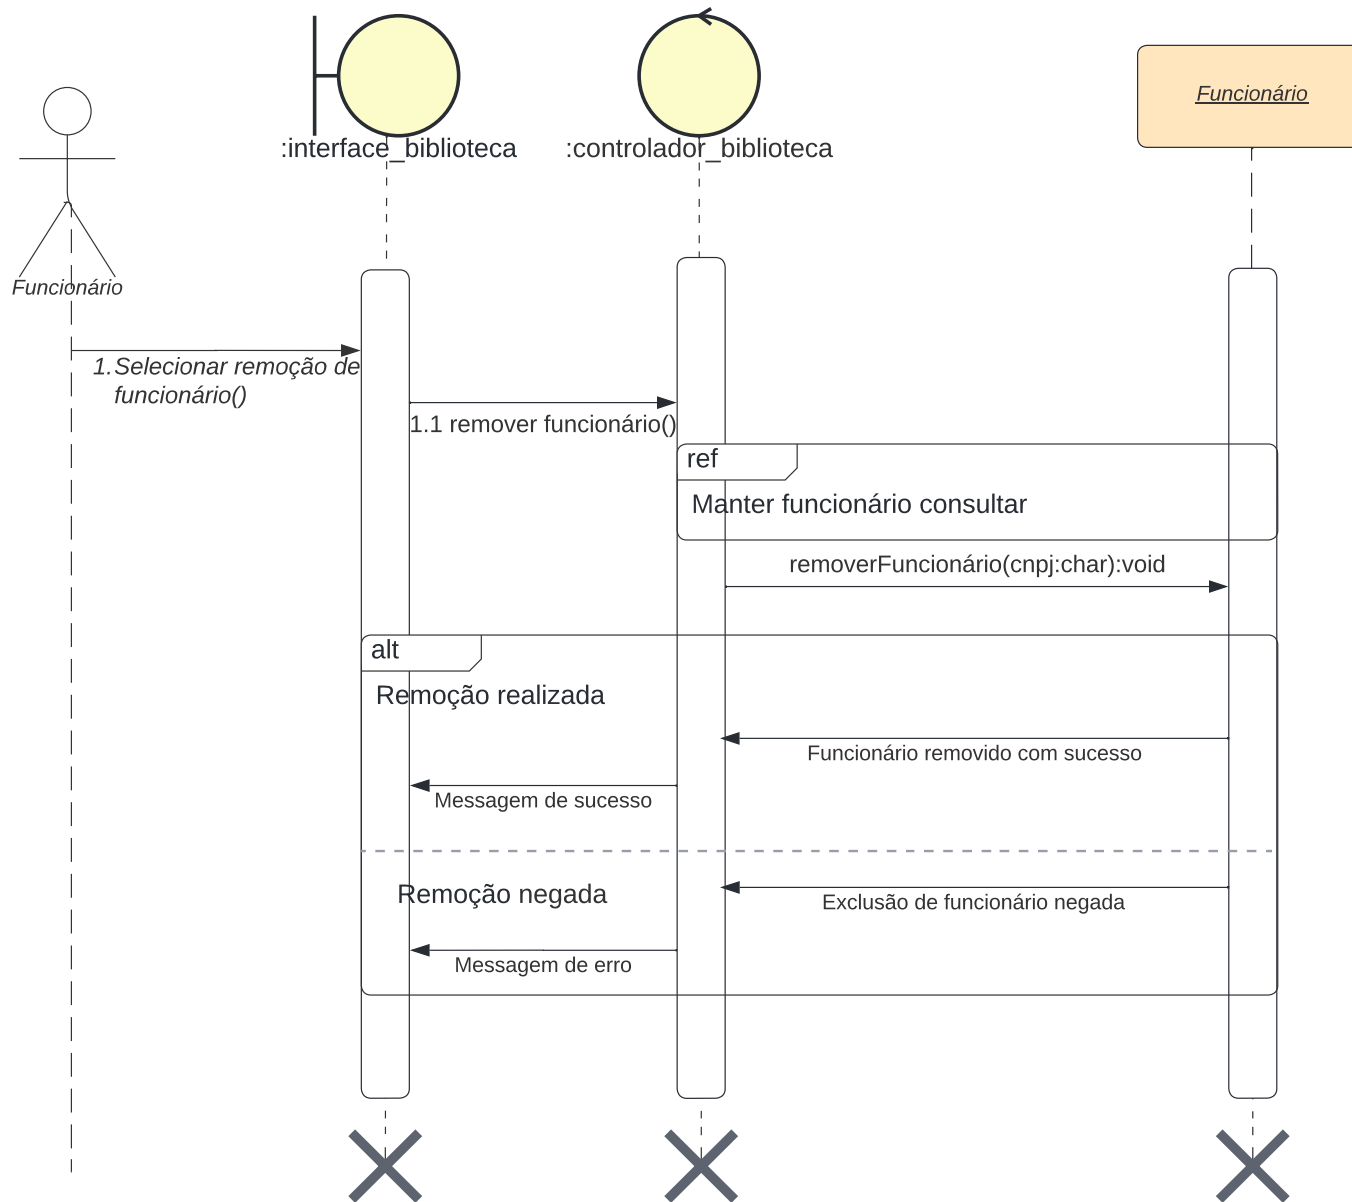 Funcionário
:interface_biblioteca
:controlador_biblioteca
Funcionário
1. Selecionar remoção de
funcionário()
1.1 remover funcionário()
ref
Manter funcionário consultar
removerFuncionário(cnpj:char):void
alt
Remoção realizada
Funcionário removido com sucesso
Messagem de sucesso
Remoção negada
Exclusão de funcionário negada
Messagem de erro